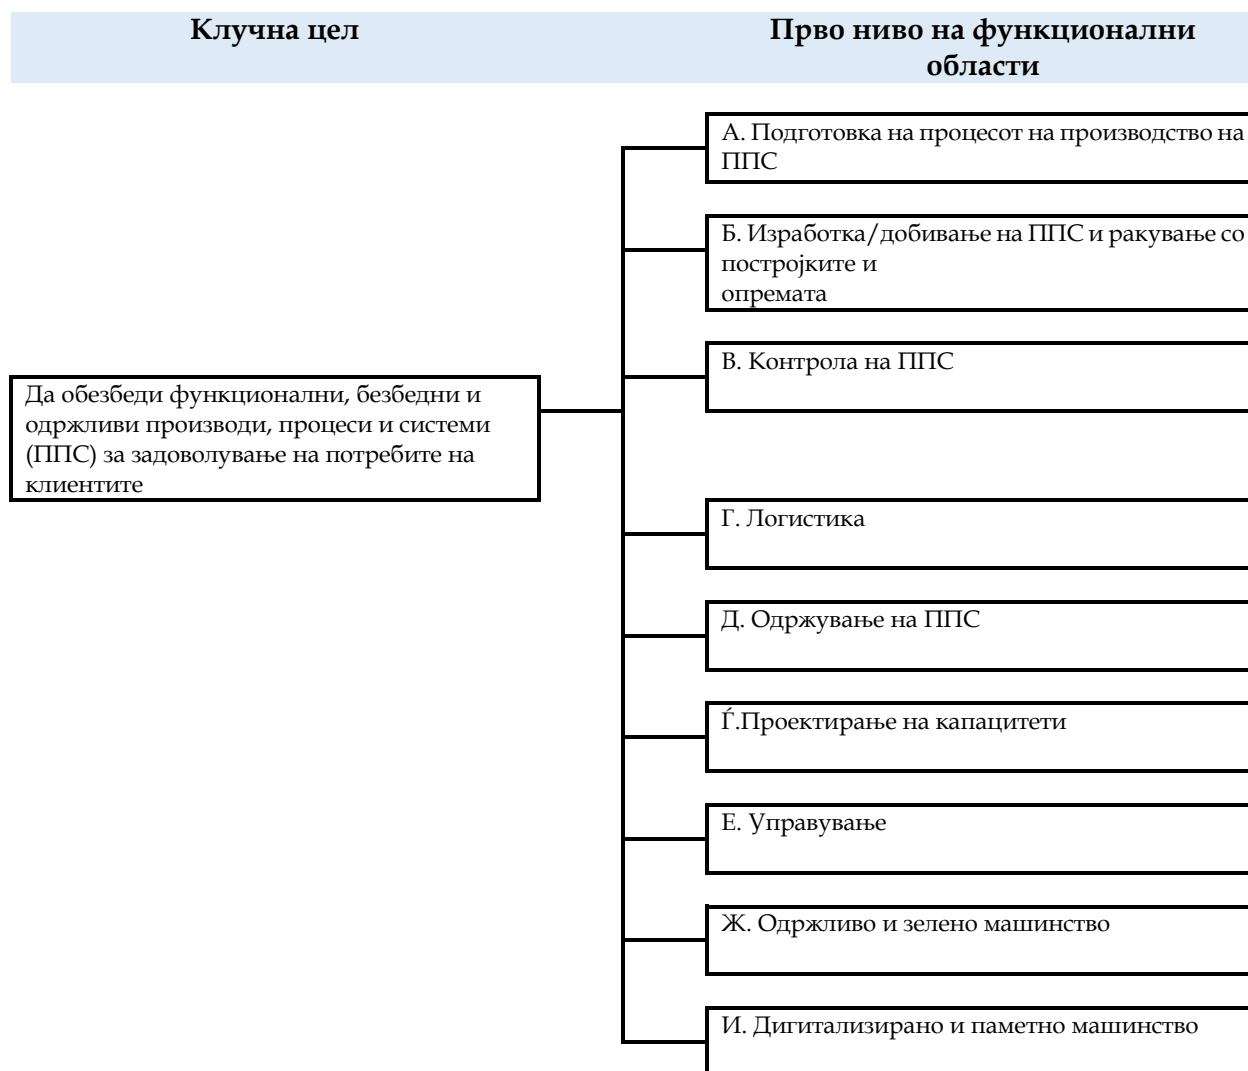 Клучна цел
Прво ниво на функционални
области
А. Подготовка на процесот на производство на
ППС
Б. Изработка/добивање на ППС и ракување со
постројките и
опремата
В. Контрола на ППС
Да обезбеди функционални, безбедни и
одржливи производи, процеси и системи
(ППС) за задоволување на потребите на
клиентите
Г. Логистика
Д. Одржување на ППС
Ѓ.Проектирање на капацитети
Е. Управување
Ж. Одржливо и зелено машинство
И. Дигитализирано и паметно машинство